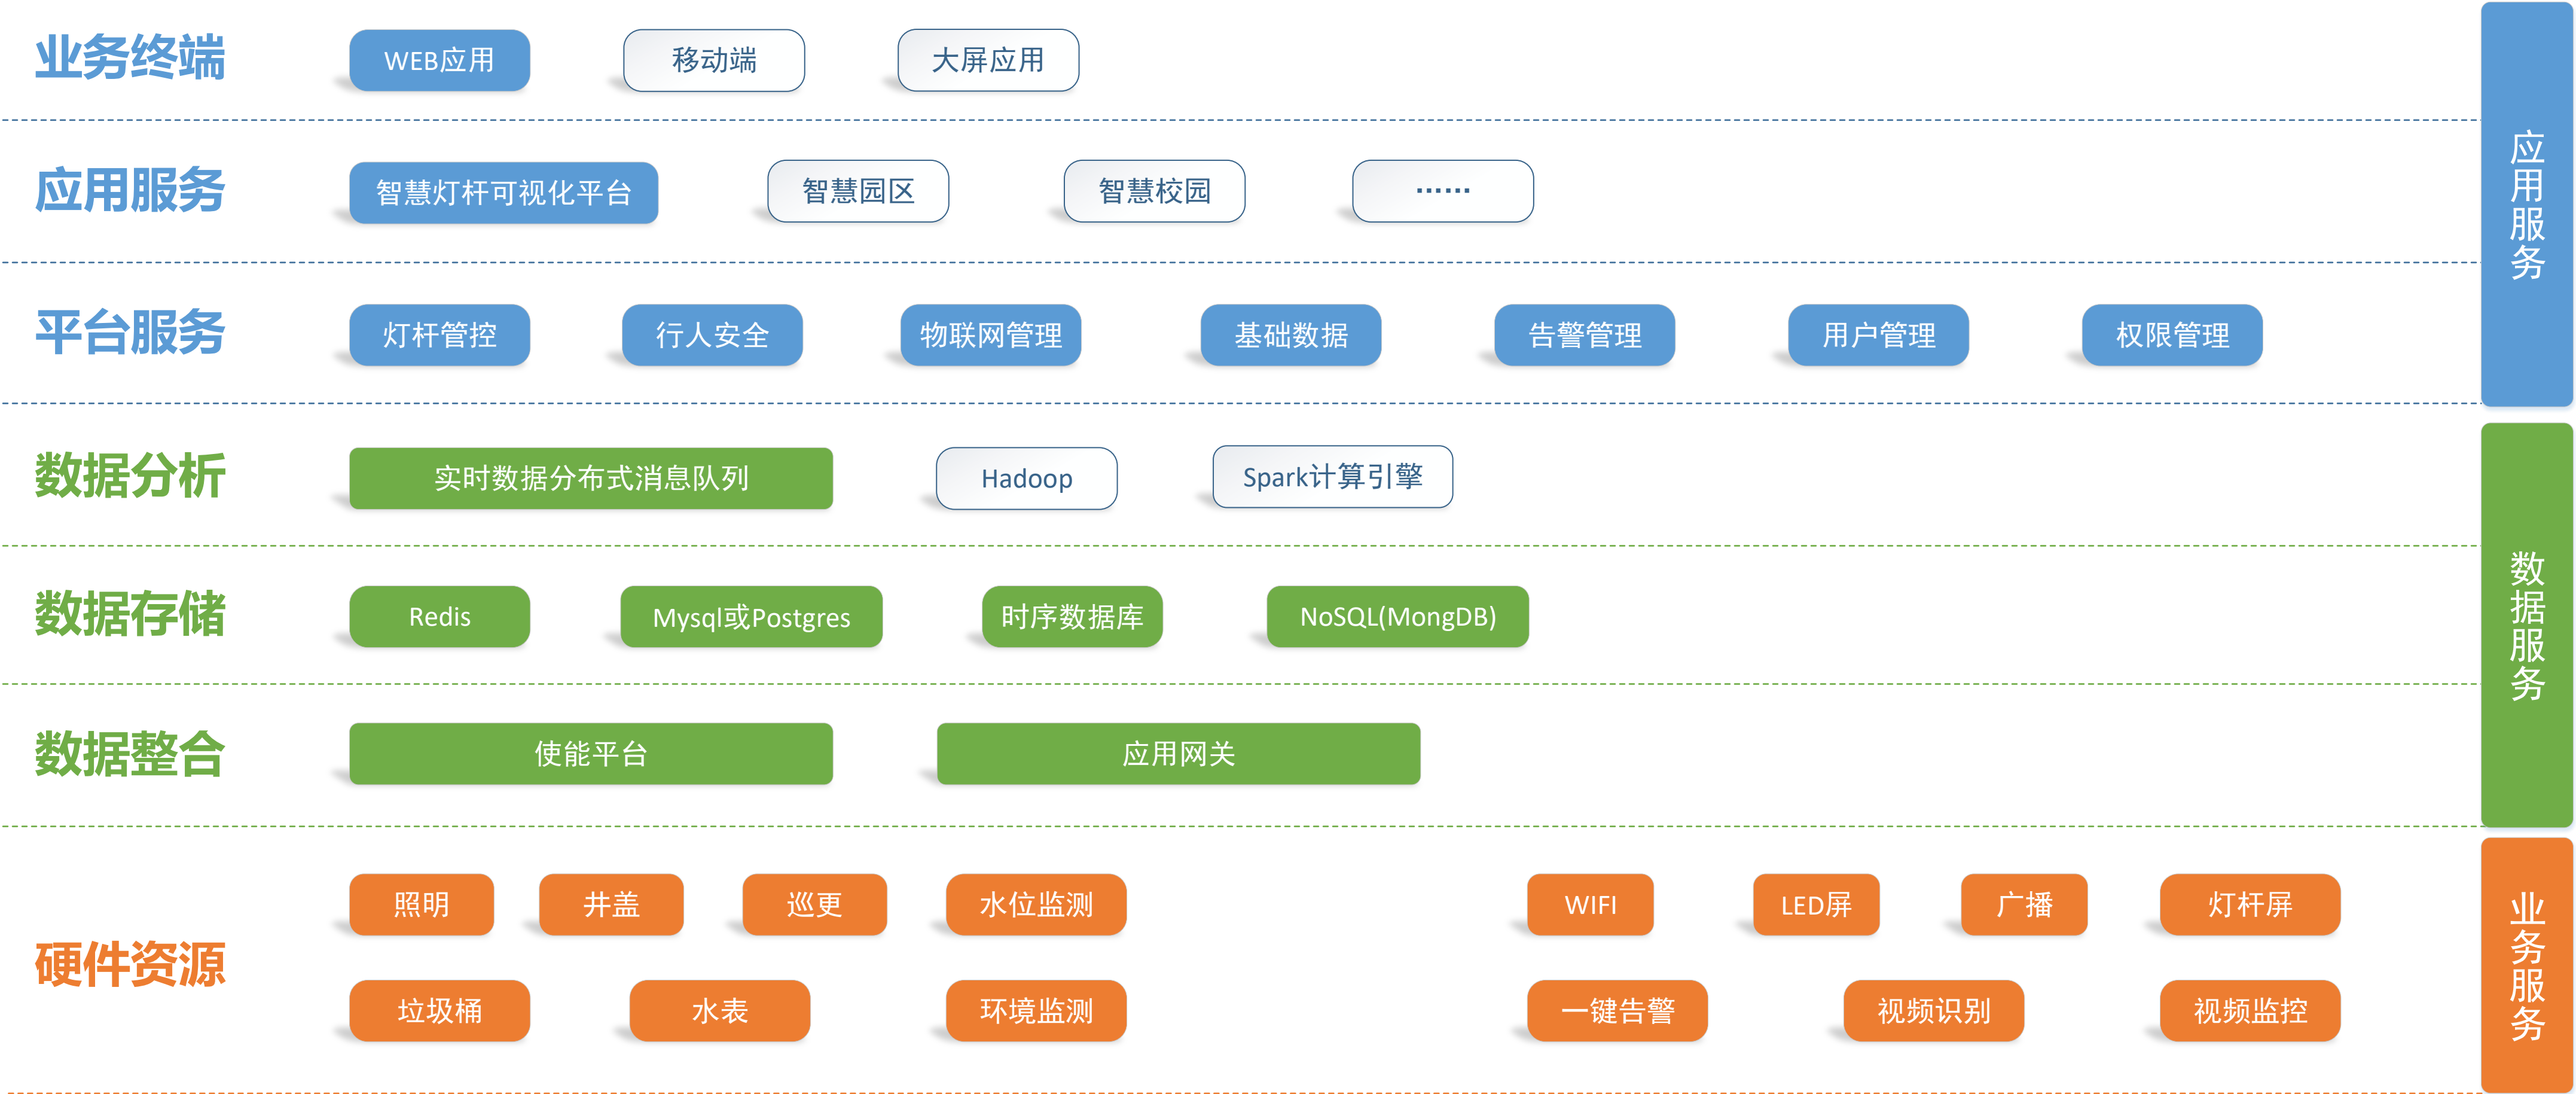 业务终端
WEB应用
移动端
大屏应用
应用服务
智慧灯杆可视化平台
智慧园区
智慧校园
······
平台服务
灯杆管控
行人安全
物联网管理
基础数据
告警管理
用户管理
权限管理
应用服务
数据分析
实时数据分布式消息队列
Hadoop
Spark计算引擎
数据存储
Redis
Mysql或Postgres
时序数据库
NoSQL(MongDB)
数据整合
使能平台
应用网关
数据服务
硬件资源
照明
井盖
巡更
水位监测
WIFI
LED屏
广播
灯杆屏
垃圾桶
水表
环境监测
一键告警
视频识别
视频监控
业务服务